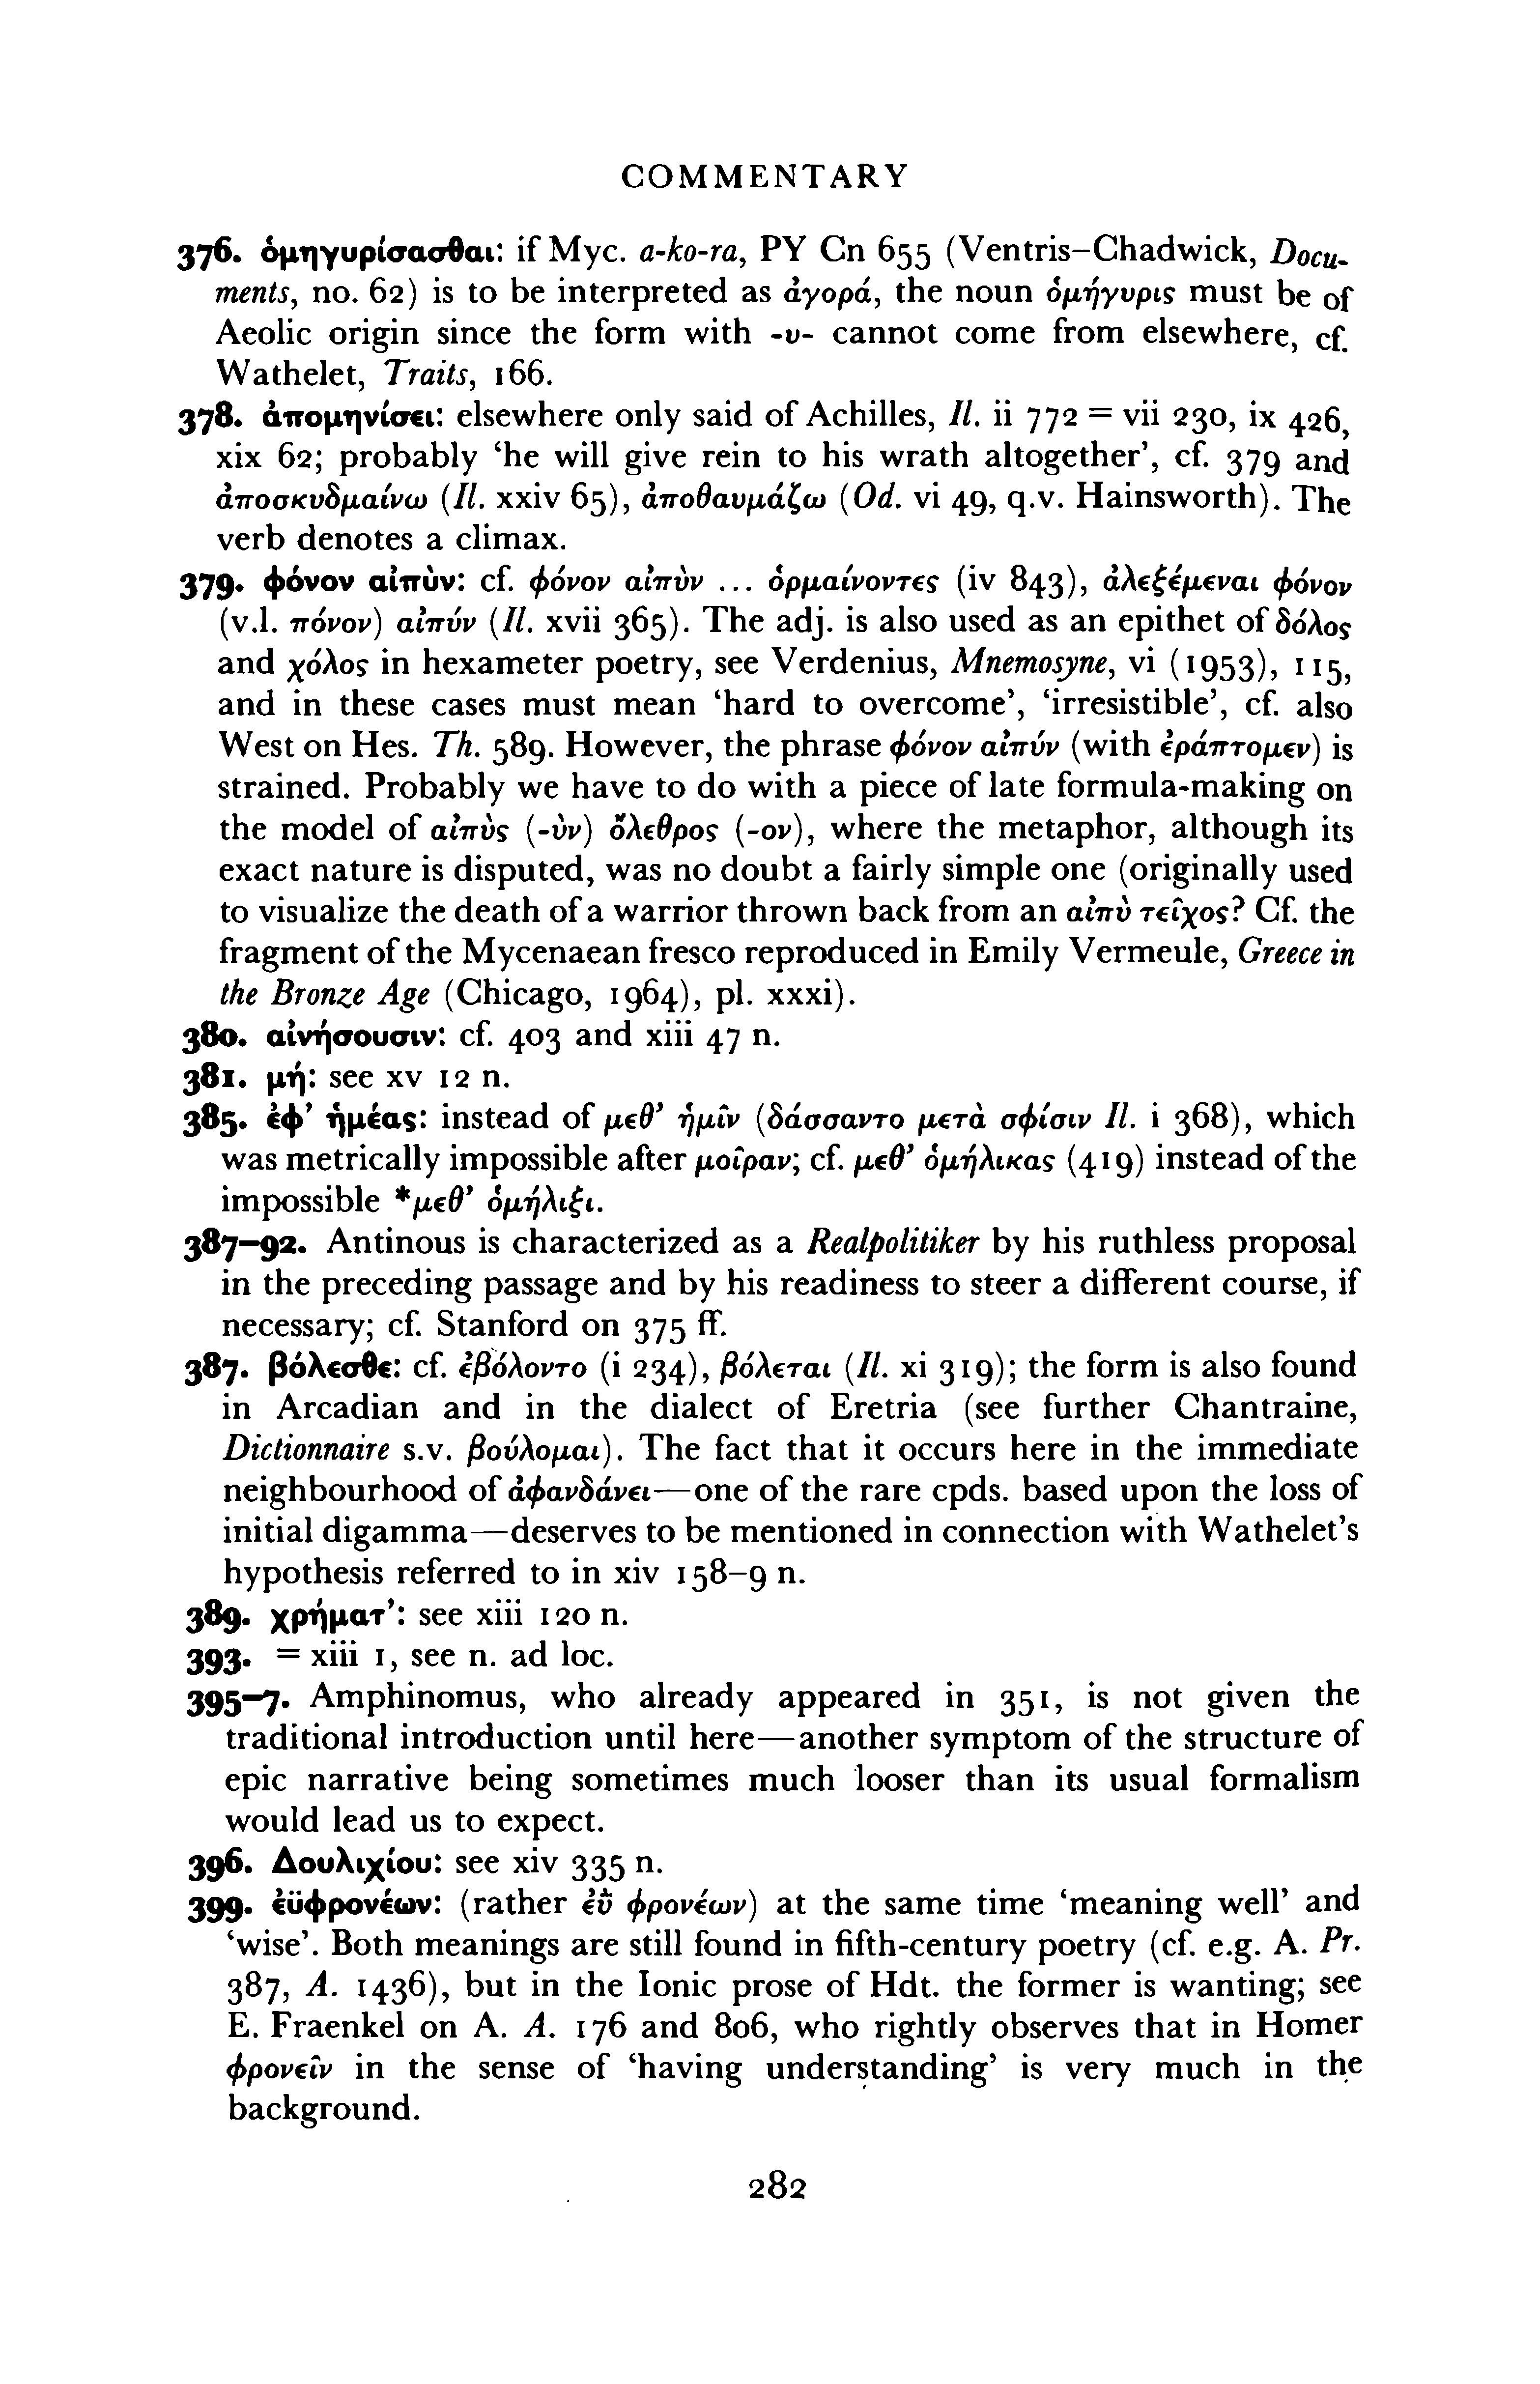 COMMENTARY
376. ὁμηγυρίσασθαι: if Myc. a-ko-ra, PY Cn 655 (Ventris–Chadwick, Docu-
ments, no. 62) is to be interpreted as ἀγορά, the noun ὁμήγυρις must be of
Aeolic origin since the form with -υ- cannot come from elsewhere, cf.
Wathelet, Traits, 166.
378. ἀπομηνίσει: elsewhere only said of Achilles, Il. ii 772 = vii 230, ix 426,
xix 62; probably ‘he will give rein to his wrath altogether’, cf. 379 and
ἀποσκυδμαίνω (Il. xxiv 65), ἀποθαυμάζω (Od. vi 49, q.v. Hainsworth). The
verb denotes a climax.
379. φόνον αἰπὺν: cf. φόνον αἰπὺν ... ὁρμαίνοντες (iv 843), ἀλεξέμεναι φόνον
(v.l. πόνον) αἰπύν (Il. xvii 365). The adj. is also used as an epithet of δόλος
and χόλος in hexameter poetry, see Verdenius, Mnemosyne, vi (1953), 115,
and in these cases must mean ‘hard to overcome’, ‘irresistible’, cf. also
West on Hes. Th. 589. However, the phrase φόνον αἰπύν (with ἐράπτομεν) is
strained. Probably we have to do with a piece of late formula-making on
the model of αἰπὺς (-ὺν) ὄλεθρος (-ον), where the metaphor, although its
exact nature is disputed, was no doubt a fairly simple one (originally used
to visualize the death of a warrior thrown back from an αἰπὺ τεῖχος? Cf. the
fragment of the Mycenaean fresco reproduced in Emily Vermeule, Greece in
the Bronze Age (Chicago, 1964), pl. xxxi).
380. αἰνήσουσιν: cf. 403 and xiii 47 n.
381. μή: see xv 12 n.
385. ἐφ’ ἡμέας: instead of μεθ’ ἡμῖν (δάσσαντο μετὰ σφίσιν Il. i 368), which
was metrically impossible after μοῖραν; cf. μεθ’ ὁμήλικας (419) instead of the
impossible *μεθ’ ὁμήλιξι.
387–92. Antinous is characterized as a Realpolitiker by his ruthless proposal
in the preceding passage and by his readiness to steer a different course, if
necessary; cf. Stanford on 375 ff.
387. βόλεσθε: cf. ἐβόλοντο (i 234), βόλεται (Il. xi 319); the form is also found
in Arcadian and in the dialect of Eretria (see further Chantraine,
Dictionnaire s.v. βούλομαι). The fact that it occurs here in the immediate
neighbourhood of ἀφανδάνει—one of the rare cpds. based upon the loss of
initial digamma—deserves to be mentioned in connection with Wathelet’s
hypothesis referred to in xiv 158–9 n.
389. χρήματ’: see xiii 120 n.
393. = xiii 1, see n. ad loc.
395–7. Amphinomus, who already appeared in 351, is not given the
traditional introduction until here—another symptom of the structure of
epic narrative being sometimes much looser than its usual formalism
would lead us to expect.
396. Δουλιχίου: see xiv 335 n.
399. ἐϋφρονέων: (rather ἐῢ φρονέων) at the same time ‘meaning well’ and
‘wise’. Both meanings are still found in fifth-century poetry (cf. e.g. A. Pr.
387, A. 1436), but in the Ionic prose of Hdt. the former is wanting; see
E. Fraenkel on A. A. 176 and 806, who rightly observes that in Homer
φρονεῖν in the sense of ‘having understanding’ is very much in the
background.
282